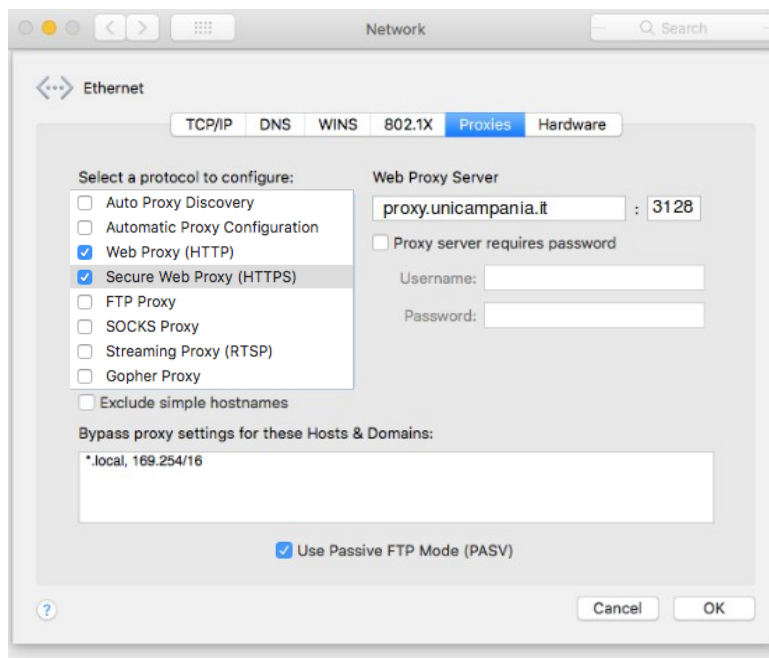 Network
Search
Ethernet
TCP/IP DNS WINS 802.1X Proxies Hardware
Select a protocol to configure:
Auto Proxy Discovery
Automatic Proxy Configuration
Web Proxy (HTTP)
Secure Web Proxy (HTTPS)
FTP Proxy
SOCKS Proxy
Streaming Proxy (RTSP)
Gopher Proxy
Exclude simple hostnames
Web Proxy Server
proxy.unicampania.it : 3128
Proxy server requires password
Username:
Password:
Bypass proxy settings for these Hosts & Domains:
*.local, 169.254/16
Use Passive FTP Mode (PASV)
?
Cancel OK